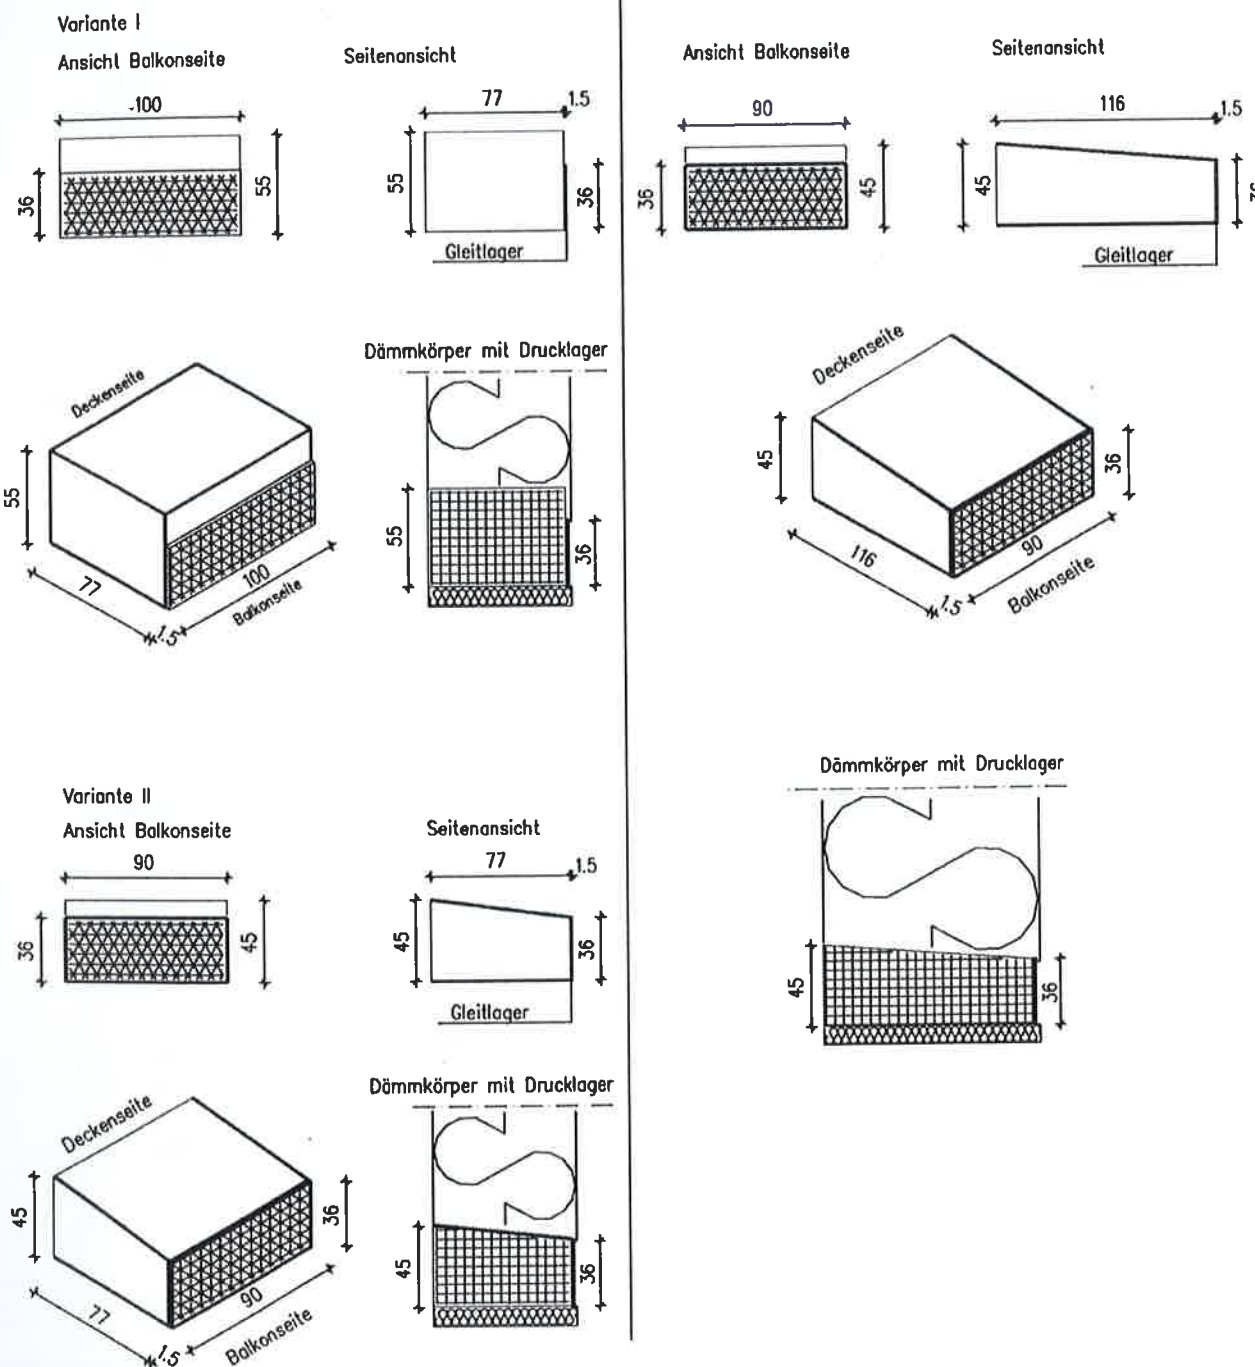 Variante I
Ansicht Balkonseite
Seitenansicht
100
36
55
77
1.5
55
36
Gleitlager
Deckenseite
55
77
1.5
100
Balkonseite
Dämmkörper mit Drucklager
55
36
Variante II
Ansicht Balkonseite
Seitenansicht
90
36
45
77
1.5
45
36
Gleitlager
Deckenseite
45
36
77
1.5
90
Balkonseite
Dämmkörper mit Drucklager
45
36
Ansicht Balkonseite
Seitenansicht
90
36
45
116
1.5
45
36
Gleitlager
Deckenseite
45
36
116
1.5
90
Balkonseite
Dämmkörper mit Drucklager
45
36